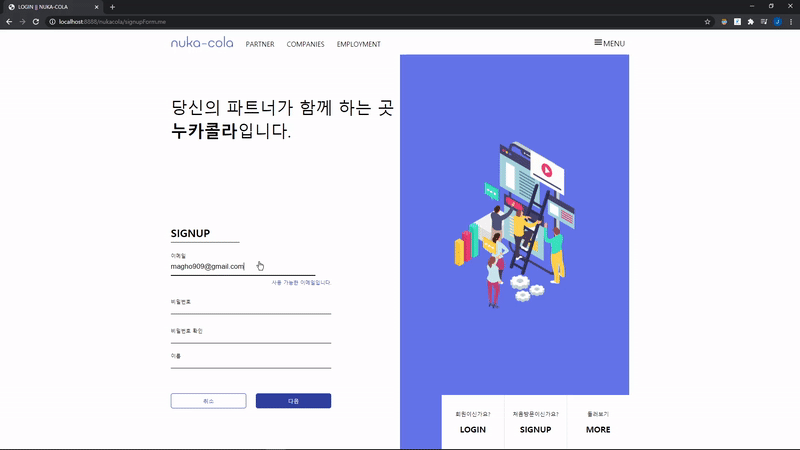 LOGIN || NUKA-COLA
localhost:8888/nukacola/signupForm.me
nuka-cola PARTNER COMPANIES EMPLOYMENT
MENU
당신의 파트너가 함께 하는 곳
누카콜라입니다.
SIGNUP
이메일
magho909@gmail.com
사용 가능한 이메일입니다
비밀번호
비밀번호 확인
이름
취소 다음
회원이신가요? 처음방문이신가요? 둘러보기
LOGIN SIGNUP MORE